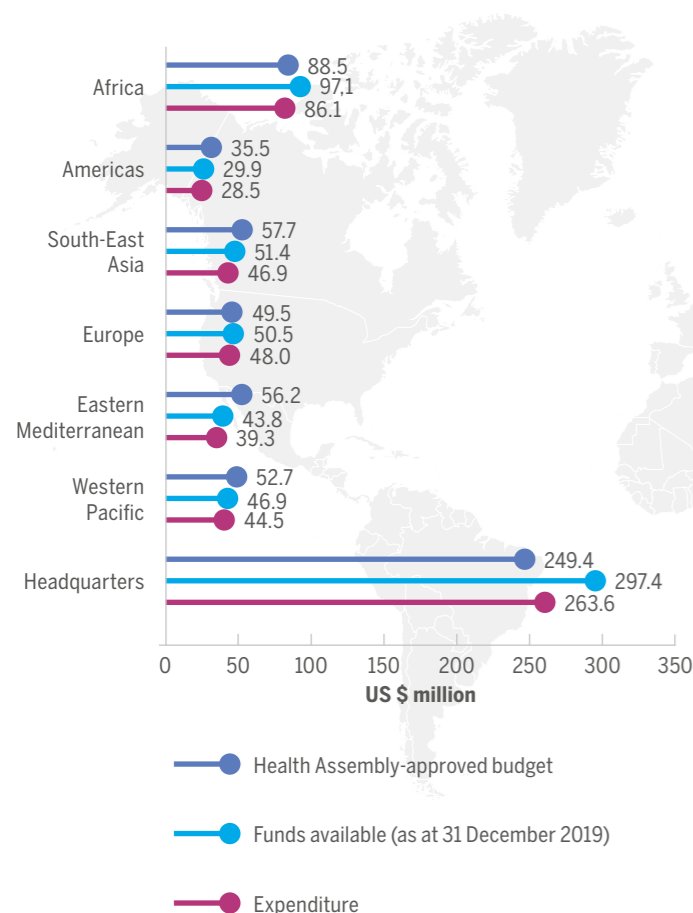 Africa
88.5
97,1
86.1
Americas
35.5
29.9
28.5
South-East
Asia
57.7
51.4
46.9
Europe
49.5
50.5
48.0
Eastern
Mediterranean
56.2
43.8
39.3
Western
Pacific
52.7
46.9
44.5
Headquarters
249.4
297.4
263.6
0 50 100 150 200 250 300 350
US $ million
Health Assembly-approved budget
Funds available (as at 31 December 2019)
Expenditure